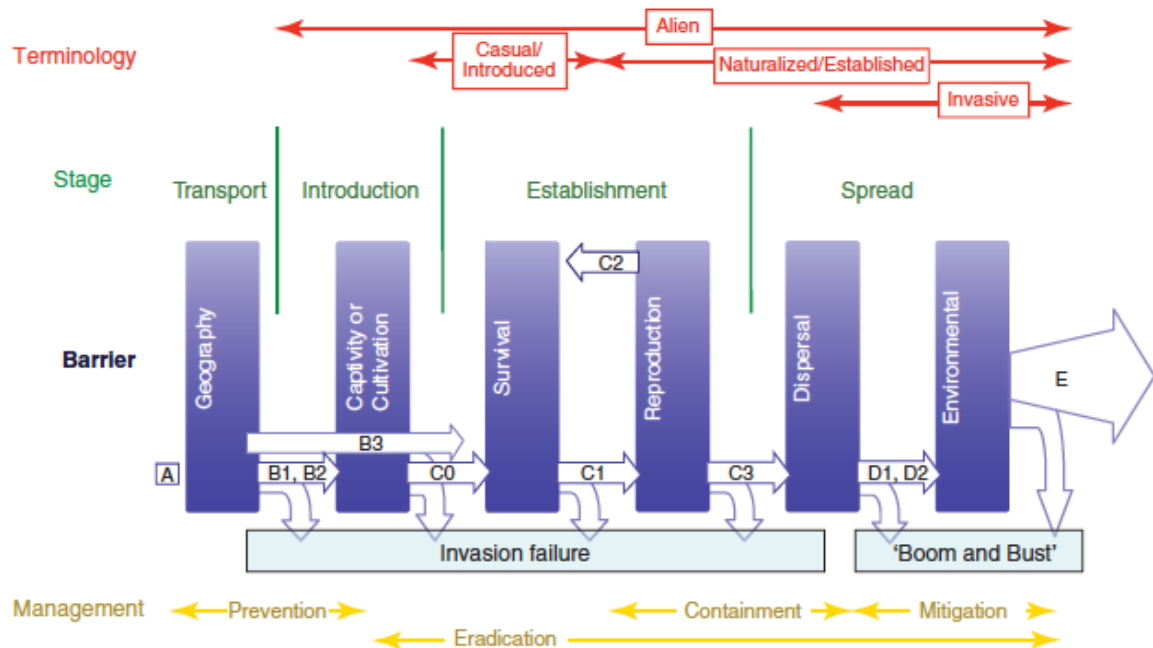 Alien
Terminology
Casual/
Introduced
Naturalized/Established
Invasive
Stage
Transport
Introduction
Establishment
Spread
Barrier
Geography
Captivity or
Cultivation
Survival
Reproduction
Dispersal
Environmental
C2
E
B3
A
B1, B2
C0
C1
C3
D1, D2
Invasion failure
'Boom and Bust'
Management
Prevention
Containment
Mitigation
Eradication